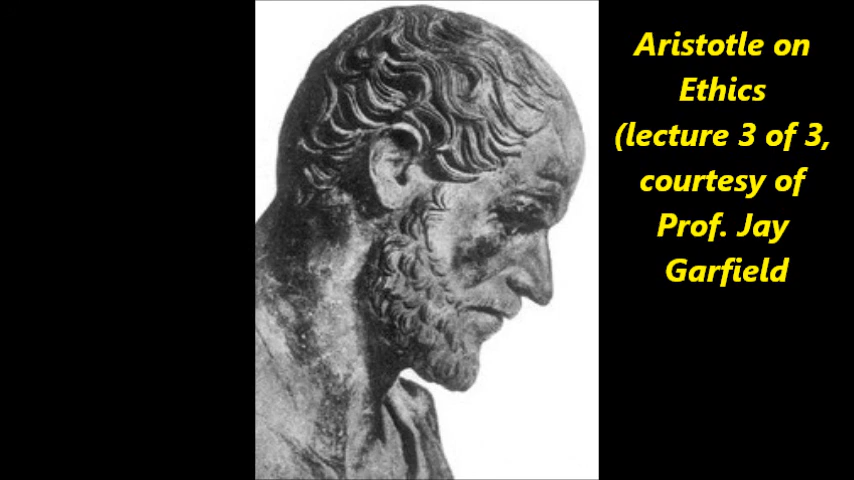 Aristotle on
Ethics
(lecture 3 of 3,
courtesy of
Prof. Jay
Garfield